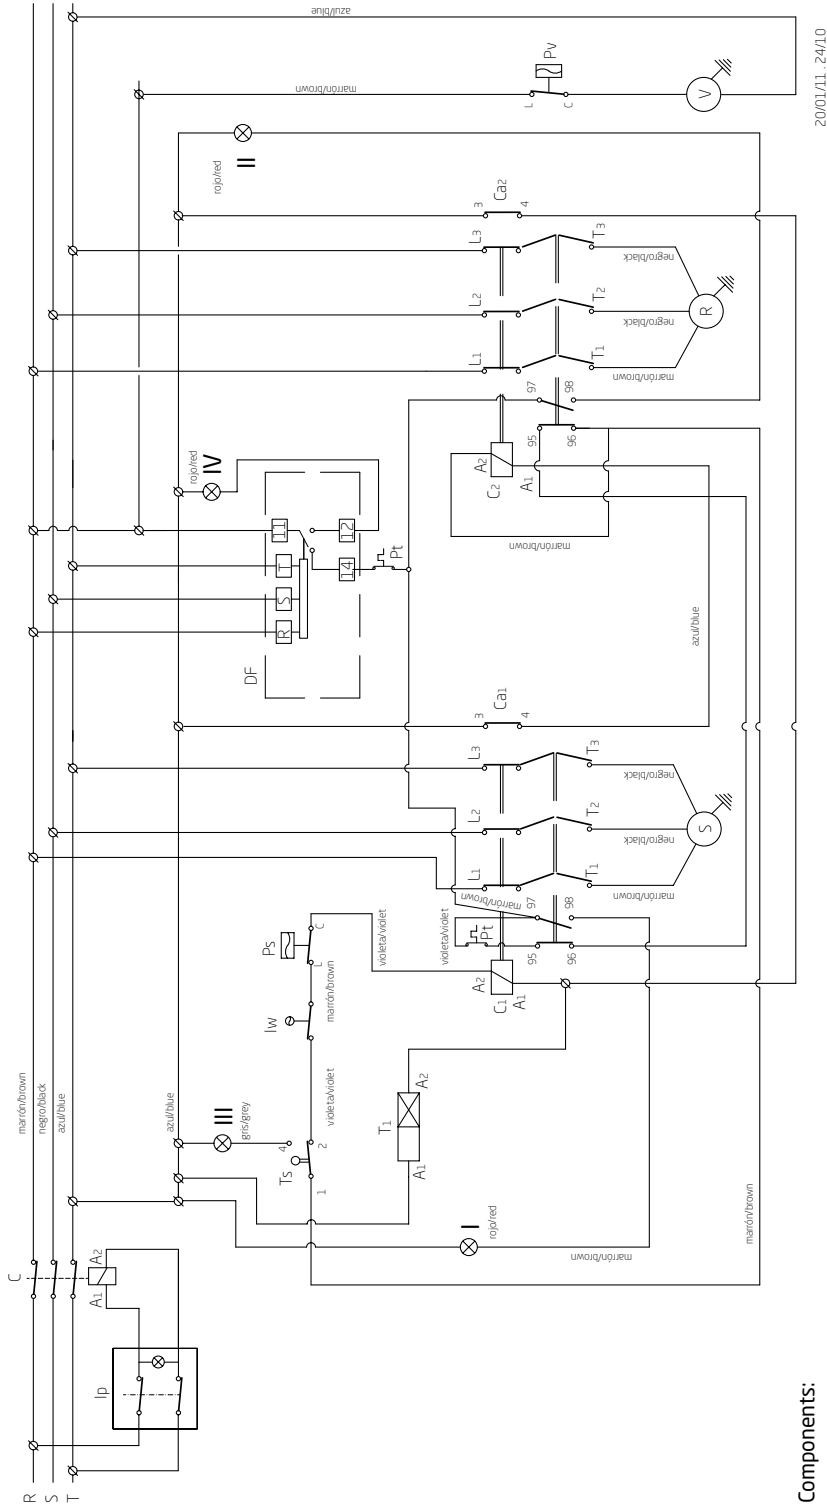 C
R
marrón/brown
S
negro/black
T
azul/blue
A1
A2
Ip
azul/blue
III
gris/grey
rojo/red
IV
rojo/red
II
azul/blue
marrón/brown
DF
R
S
T
11
14
12
Pt
Ts
4
1
2
violeta/violet
Iw
marrón/brown
Ps
L
C
violeta/violet
T1
A1
A2
I
rojo/red
violeta/violet
Pt
marrón/brown
L1
L2
L3
3
Ca1
4
A2
C1
A1
95
96
97
98
T1
T2
T3
marrón/brown
negro/black
negro/black
S
L1
L2
L3
3
Ca2
4
A2
C2
A1
95
96
97
98
T1
T2
T3
marrón/brown
negro/black
negro/black
R
marrón/brown
marrón/brown
azul/blue
marrón/brown
L
C
Pv
V
Components:
20/01/11 . 24/10